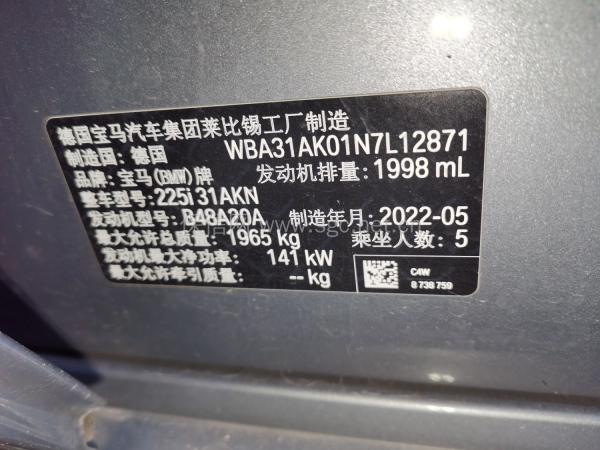 德国宝马汽车集团莱比锡工厂制造
制造国：德国 WBA31AK01N7L12871
品牌：宝马(BMW)牌 发动机排量：1998 mL
整车型号：225i 31AKN
发动机型号：B48A20A 制造年月：2022-05
最大允许总质量：1965 kg 乘坐人数：5
发动机最大净功率：141 kW
最大允许牵引质量：-- kg
C4W
8 738 759